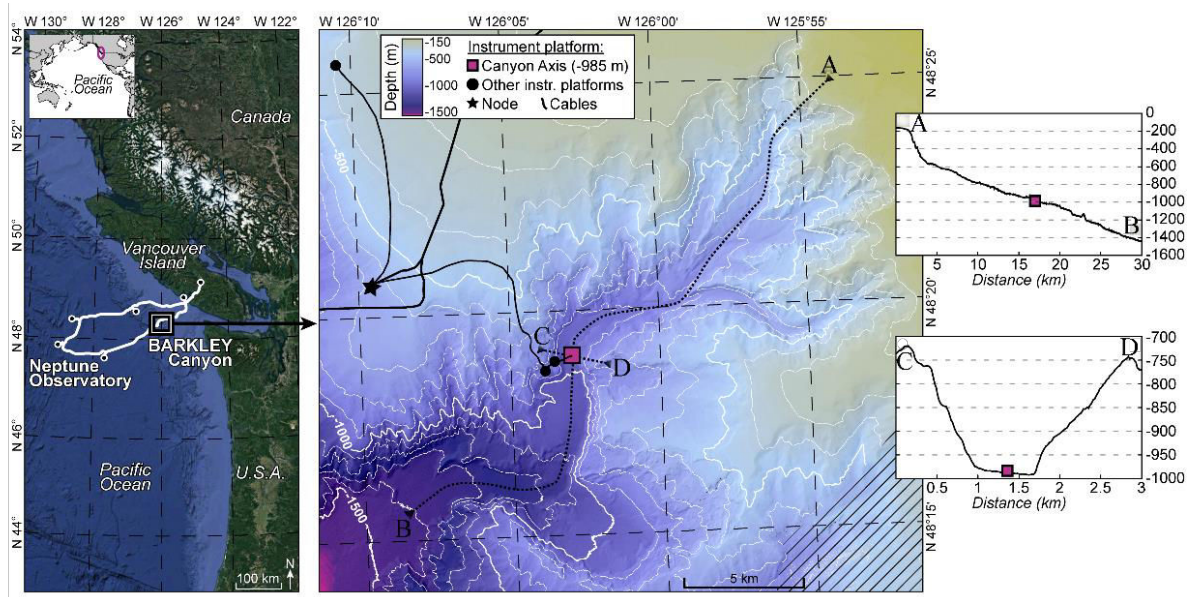 W 130°
128°
126°
124°
W 122°
N 54°
N 52°
N 50°
N 48°
N 46°
N 44°
Pacific
Ocean
Canada
Vancouver
Island
BARKLEY
Canyon
Neptune
Observatory
Pacific
Ocean
U.S.A.
100 km
N
W 126°10'
W 126°05'
W 126°00'
W 125°55'
N 48°25'
N 48°20'
N 48°15'
Depth (m)
-150
-500
-1000
-1500
Instrument platform:
Canyon Axis (-985 m)
Other instr. platforms
Node
Cables
A
-500
C
D
-1000
B
-1500
5 km
A
B
0
-200
-400
-600
-800
-1000
-1200
-1400
-1600
5
10
15
20
25
30
Distance (km)
C
D
-700
-750
-800
-850
-900
-950
-1000
0.5
1
1.5
2
2.5
3
Distance (km)